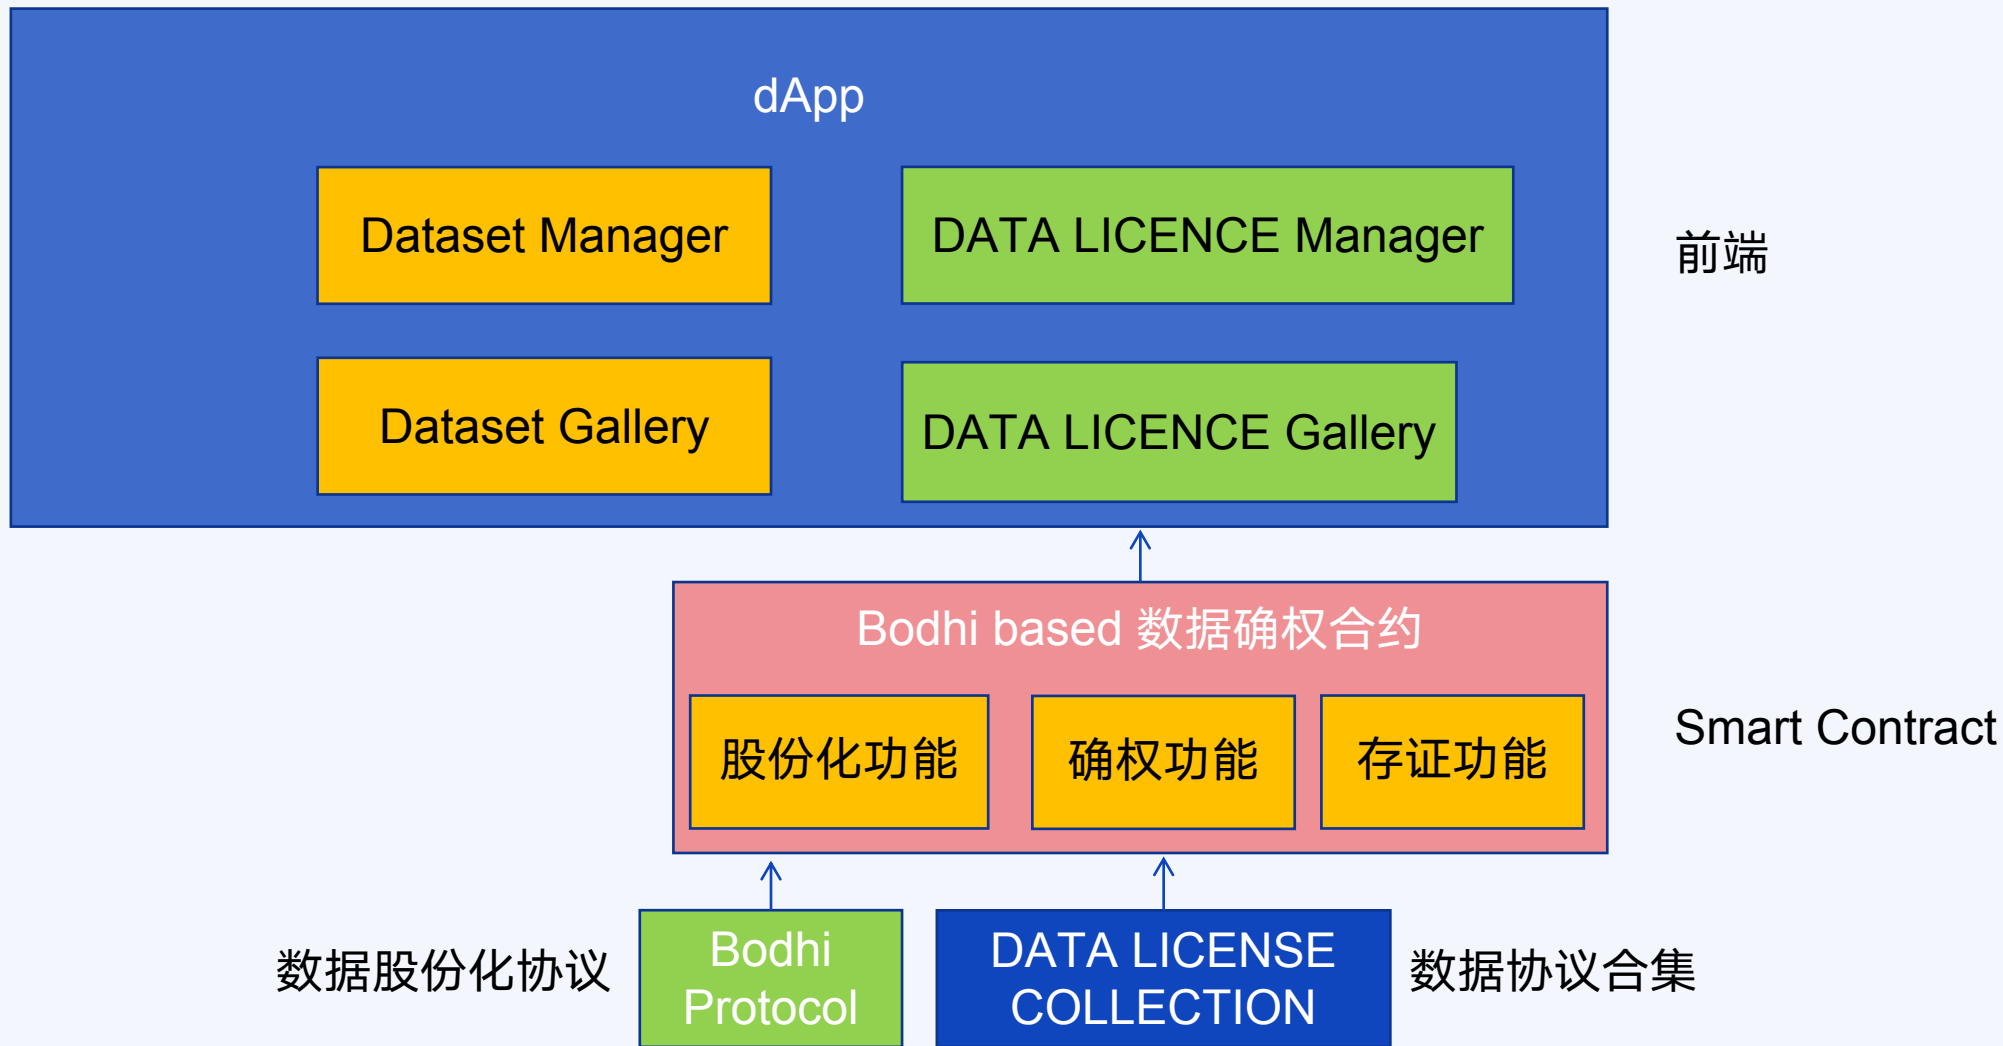 dApp
Dataset Manager
DATA LICENCE Manager
前端
Dataset Gallery
DATA LICENCE Gallery
Bodhi based 数据确权合约
股份化功能
确权功能
存证功能
Smart Contract
数据股份化协议
Bodhi
Protocol
DATA LICENSE
COLLECTION
数据协议合集